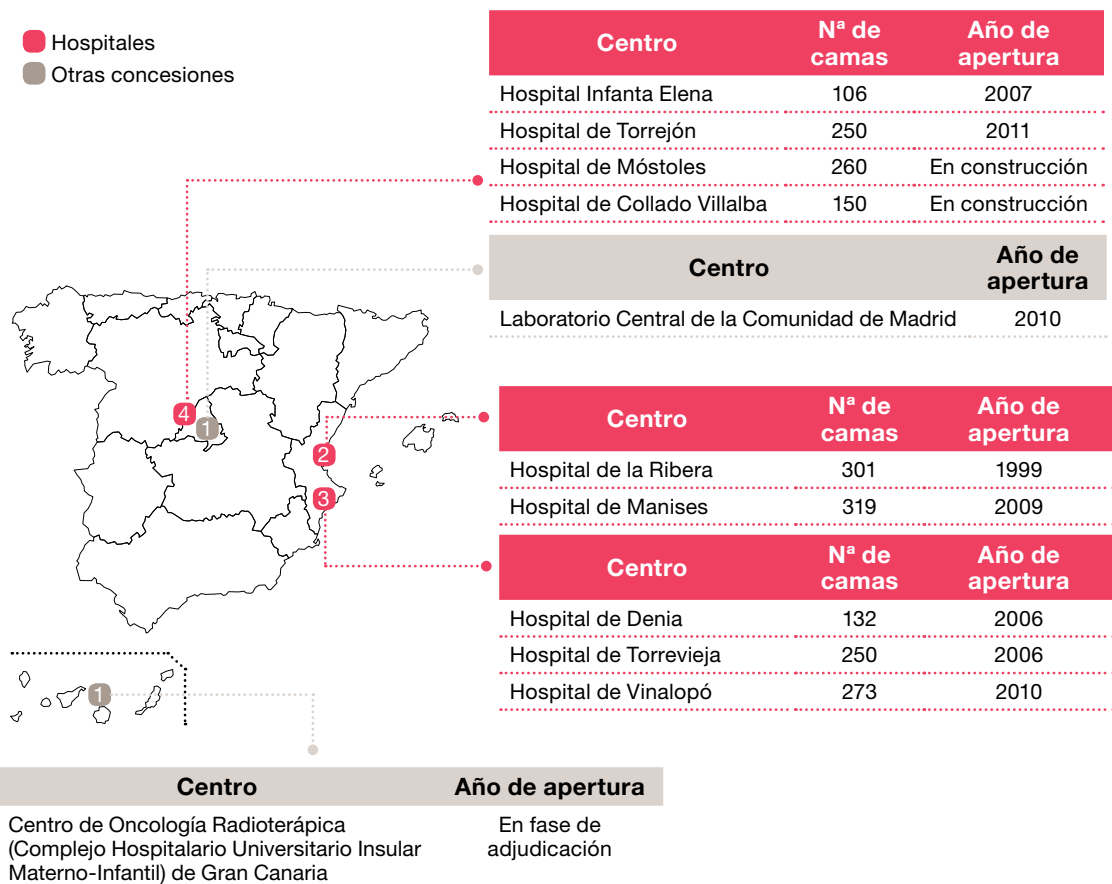 Hospitales
Otras concesiones
Centro Nª de camas Año de apertura
Hospital Infanta Elena 106 2007
Hospital de Torrejón 250 2011
Hospital de Móstoles 260 En construcción
Hospital de Collado Villalba 150 En construcción
Centro Año de apertura
Laboratorio Central de la Comunidad de Madrid 2010
4
1
2
3
Centro Nª de camas Año de apertura
Hospital de la Ribera 301 1999
Hospital de Manises 319 2009
Centro Nª de camas Año de apertura
Hospital de Denia 132 2006
Hospital de Torrevieja 250 2006
Hospital de Vinalopó 273 2010
1
Centro Año de apertura
Centro de Oncología Radioterápica En fase de
(Complejo Hospitalario Universitario Insular adjudicación
Materno-Infantil) de Gran Canaria